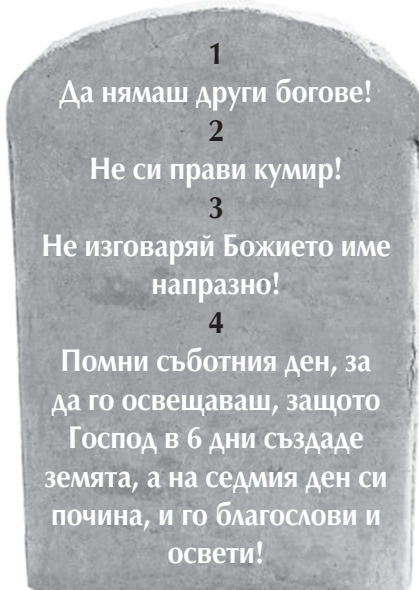 1
Да нямаш други богове!
2
Не си прави кумир!
3
Не изговаряй Божието име
напразно!
4
Помни съботния ден, за
да го освещаваш, защото
Господ в 6 дни създаде
земята, а на седмия ден си
почина, и го благослови и
освети!